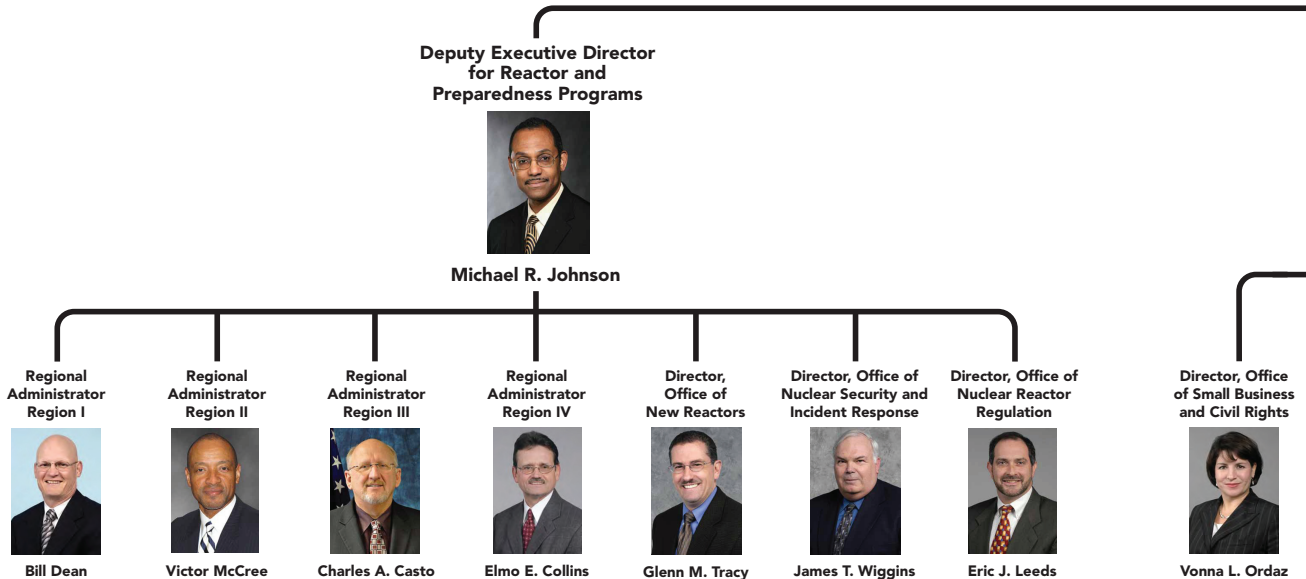 Deputy Executive Director
for Reactor and
Preparedness Programs
Michael R. Johnson
Regional
Administrator
Region I
Bill Dean
Regional
Administrator
Region II
Victor McCree
Regional
Administrator
Region III
Charles A. Casto
Regional
Administrator
Region IV
Elmo E. Collins
Director,
Office of
New Reactors
Glenn M. Tracy
Director, Office of
Nuclear Security and
Incident Response
James T. Wiggins
Director, Office of
Nuclear Reactor
Regulation
Eric J. Leeds
Director, Office
of Small Business
and Civil Rights
Vonna L. Ordaz